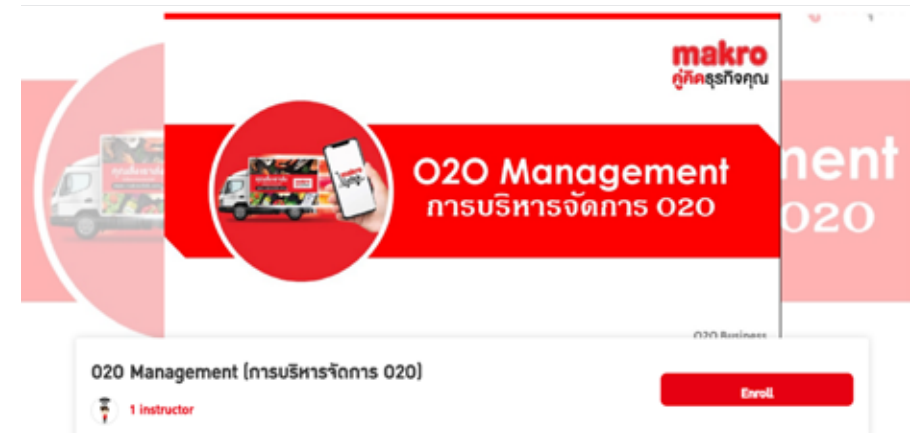 makro
คู่คิดธุรกิจคุณ
O2O Management
การบริหารจัดการ O2O
ment
O2O
O2O Business
O2O Management (การบริหารจัดการ O2O)
1 instructor
Enroll